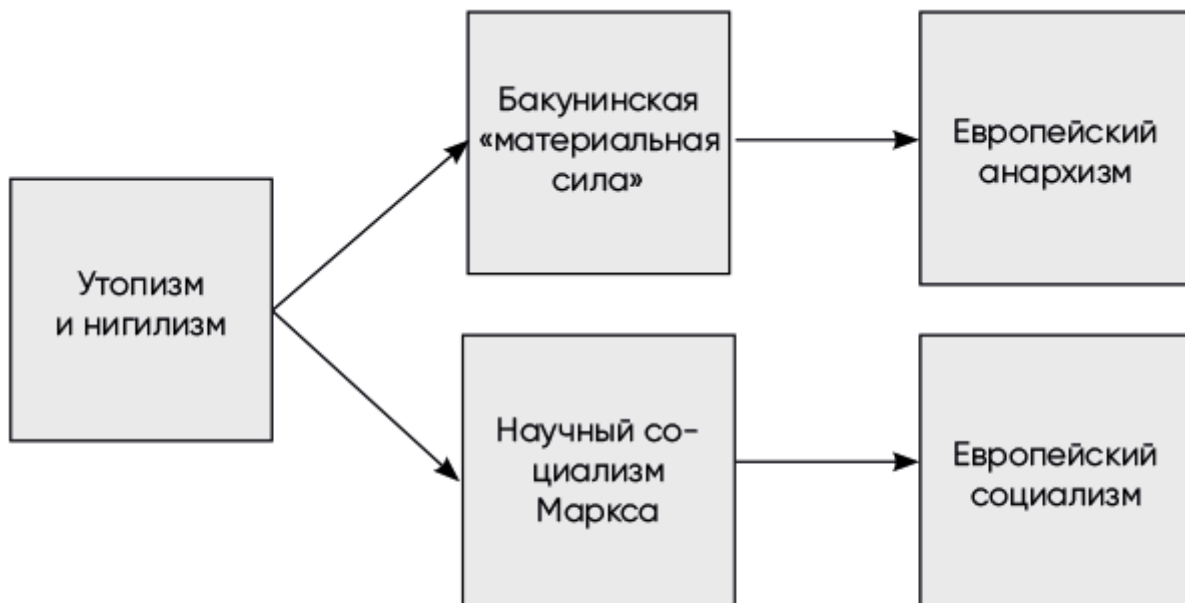 Утопизм
и нигилизм
Бакунинская
«материальная
сила»
Европейский
анархизм
Научный со-
циализм
Маркса
Европейский
социализм